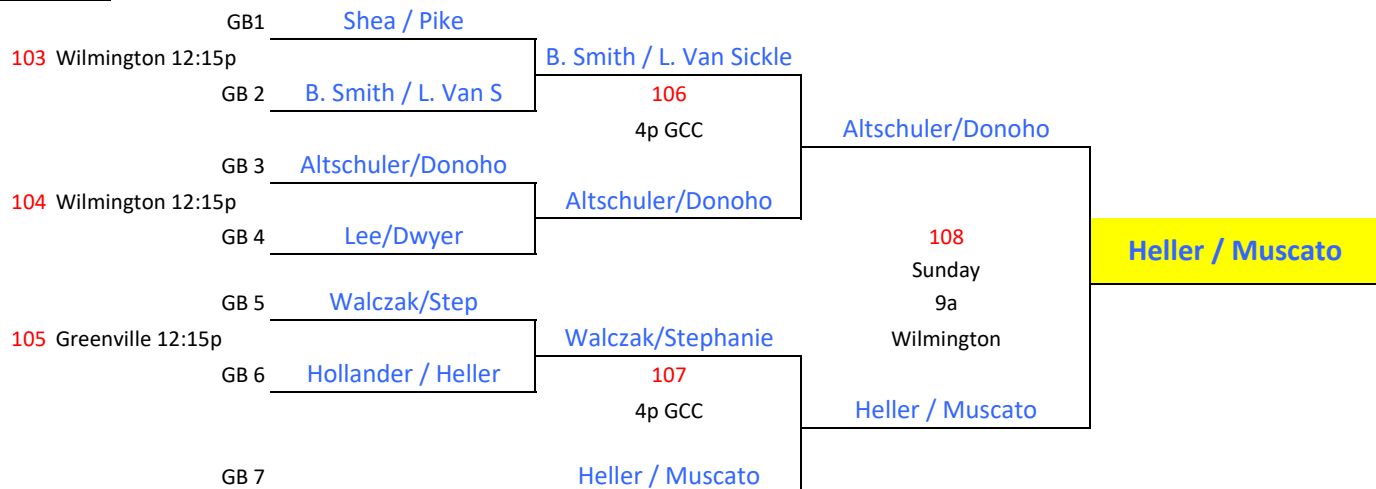 GB1 Shea / Pike
103 Wilmington 12:15p
B. Smith / L. Van Sickle
GB 2 B. Smith / L. Van S
106
4p GCC
Altschuler/Donoho
GB 3 Altschuler/Donoho
104 Wilmington 12:15p
Altschuler/Donoho
GB 4 Lee/Dwyer
108
Heller / Muscato
Sunday
GB 5 Walczak/Step
9a
105 Greenville 12:15p
Walczak/Stephanie
Wilmington
GB 6 Hollander / Heller
107
4p GCC
Heller / Muscato
GB 7 Heller / Muscato